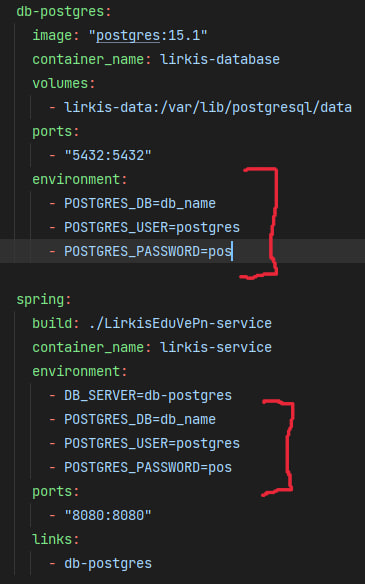 db-postgres:
image: "postgres:15.1"
container_name: lirkis-database
volumes:
- lirkis-data:/var/lib/postgresql/data
ports:
- "5432:5432"
environment:
- POSTGRES_DB=db_name
- POSTGRES_USER=postgres
- POSTGRES_PASSWORD=pos
spring:
build: ./LirkisEduVePn-service
container_name: lirkis-service
environment:
- DB_SERVER=db-postgres
- POSTGRES_DB=db_name
- POSTGRES_USER=postgres
- POSTGRES_PASSWORD=pos
ports:
- "8080:8080"
links:
- db-postgres